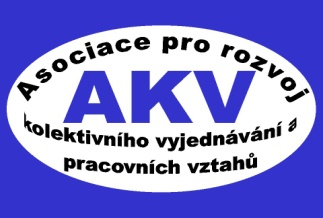 Asociace pro rozvoj
AKV
kolektivního vyjednávání a
pracovních vztahů